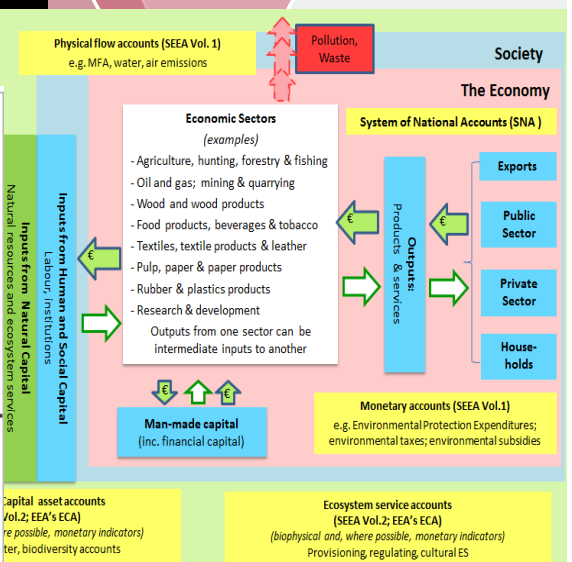 Physical flow accounts (SEEA Vol. 1)
e.g. MFA, water, air emissions
Pollution,
Waste
Society
The Economy
System of National Accounts (SNA )
Economic Sectors
(examples)
- Agriculture, hunting, forestry & fishing
- Oil and gas; mining & quarrying
- Wood and wood products
- Food products, beverages & tobacco
- Textiles, textile products & leather
- Pulp, paper & paper products
- Rubber & plastics products
- Research & development
Outputs from one sector can be
intermediate inputs to another
Inputs from Natural Capital
Natural resources and ecosystem services
Inputs from Human and Social Capital
Labour, institutions
€
€
€
Outputs:
Products & services
Exports
Public
Sector
Private
Sector
House-
holds
€
€
Man-made capital
(inc. financial capital)
Monetary accounts (SEEA Vol.1)
e.g. Environmental Protection Expenditures;
environmental taxes; environmental subsidies
Capital asset accounts
Vol.2; EEA's ECA)
re possible, monetary indicators)
ter, biodiversity accounts
Ecosystem service accounts
(SEEA Vol.2; EEA's ECA)
(biophysical and, where possible, monetary indicators)
Provisioning, regulating, cultural ES